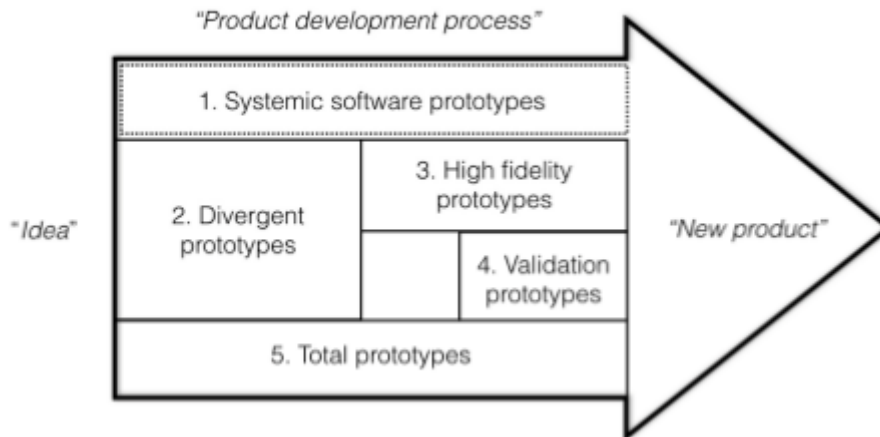 “Product development process”
1. Systemic software prototypes
3. High fidelity
prototypes
2. Divergent
prototypes
“Idea”
“New product”
4. Validation
prototypes
5. Total prototypes